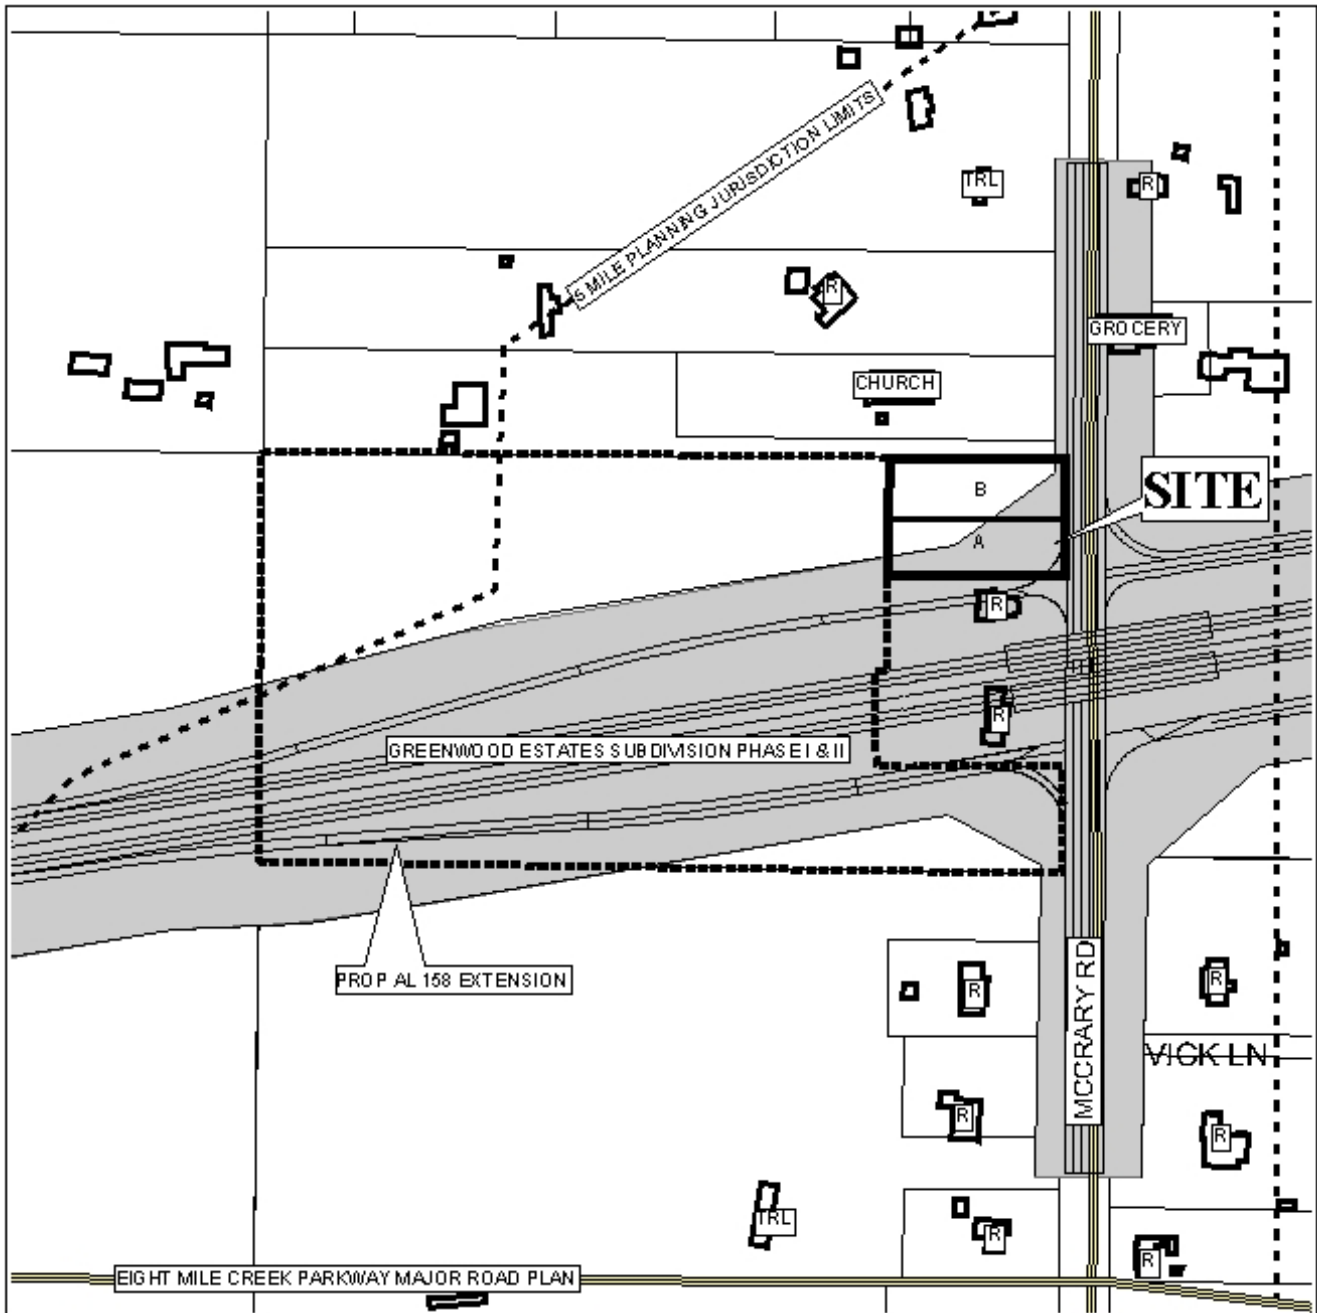 5 MILE PLANNING JURISDICTION LIMITS
TRL
R
R
GROCERY
CHURCH
B
SITE
A
R
R
GREENWOOD ESTATES SUBDIVISION PHASE I & II
PROP AL 158 EXTENSION
R
R
MCCRARY RD
VICK LN
R
R
TRL
R
R
EIGHT MILE CREEK PARKWAY MAJOR ROAD PLAN